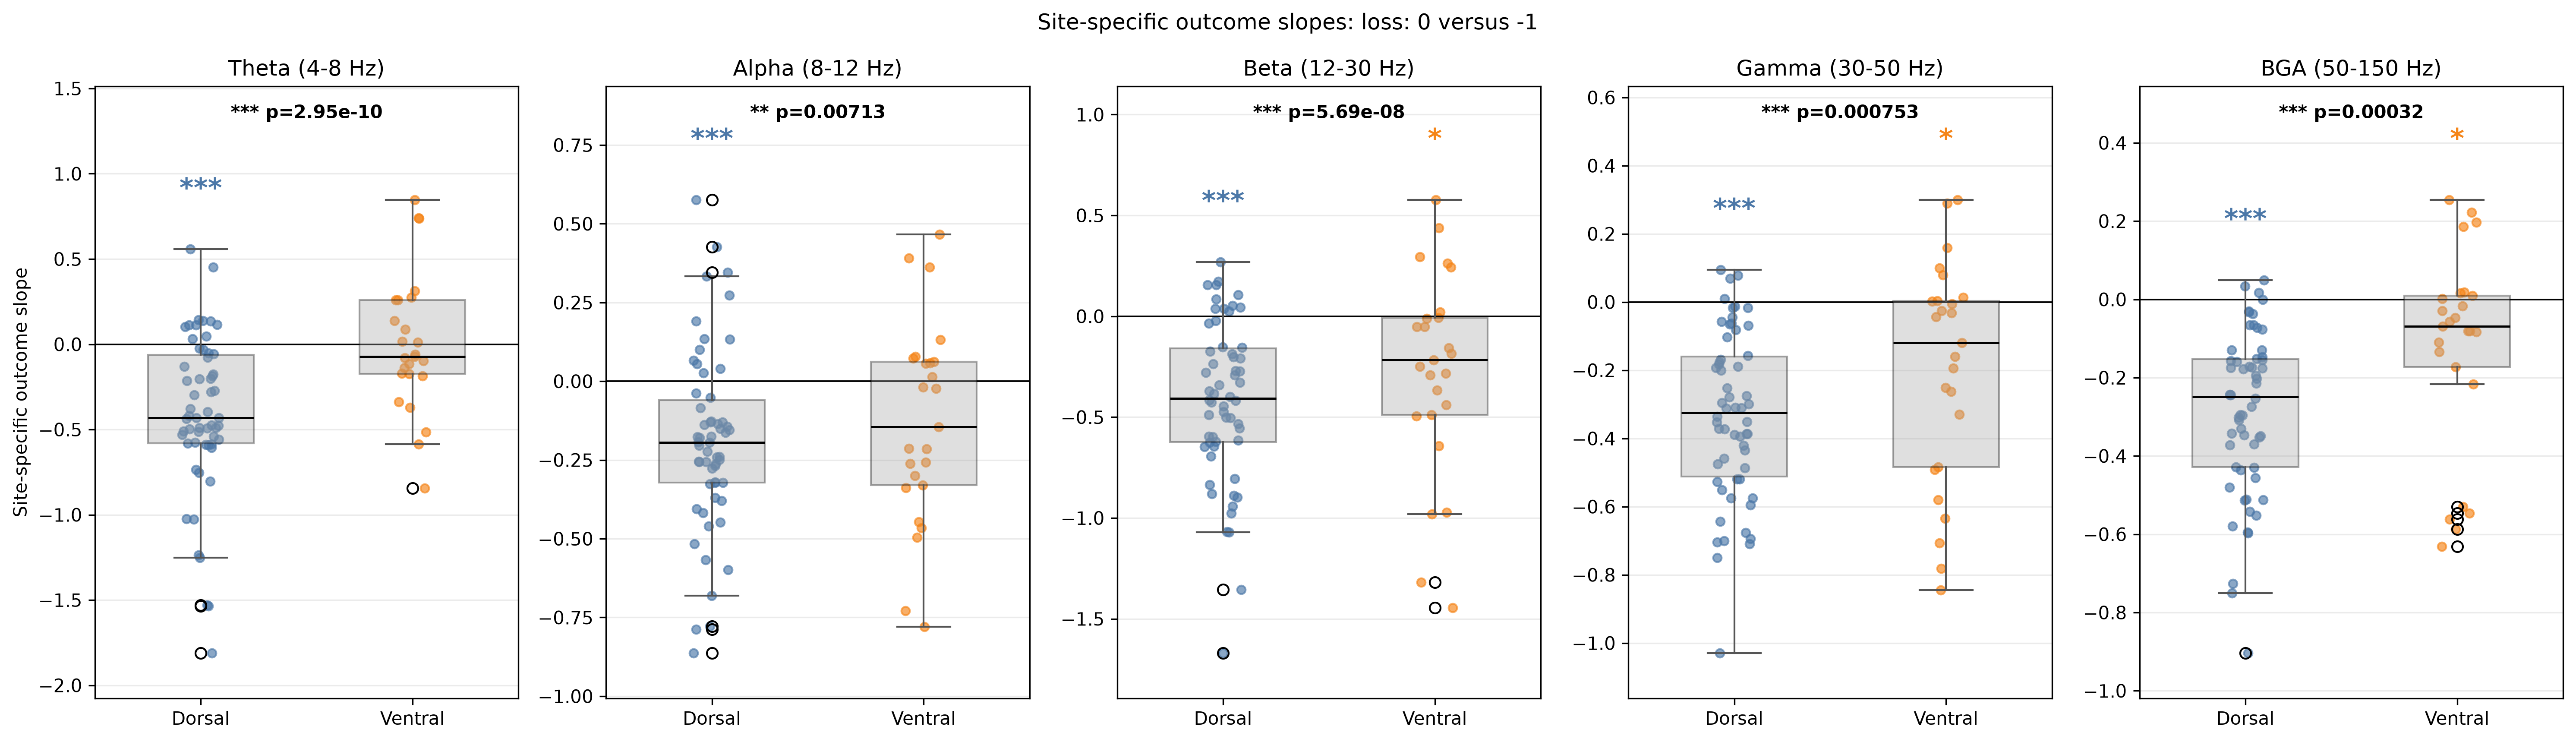 Site-specific outcome slopes: loss: 0 versus -1
Theta (4-8 Hz)
Alpha (8-12 Hz)
Beta (12-30 Hz)
Gamma (30-50 Hz)
BGA (50-150 Hz)
Site-specific outcome slope
1.5
1.0
0.5
0.0
−0.5
−1.0
−1.5
−2.0
*** p=2.95e-10
***
Dorsal
Ventral
0.75
0.50
0.25
0.00
−0.25
−0.50
−0.75
−1.00
** p=0.00713
***
Dorsal
Ventral
1.0
0.5
0.0
−0.5
−1.0
−1.5
*** p=5.69e-08
***
*
Dorsal
Ventral
0.6
0.4
0.2
0.0
−0.2
−0.4
−0.6
−0.8
−1.0
*** p=0.000753
***
*
Dorsal
Ventral
0.4
0.2
0.0
−0.2
−0.4
−0.6
−0.8
−1.0
*** p=0.00032
***
*
Dorsal
Ventral